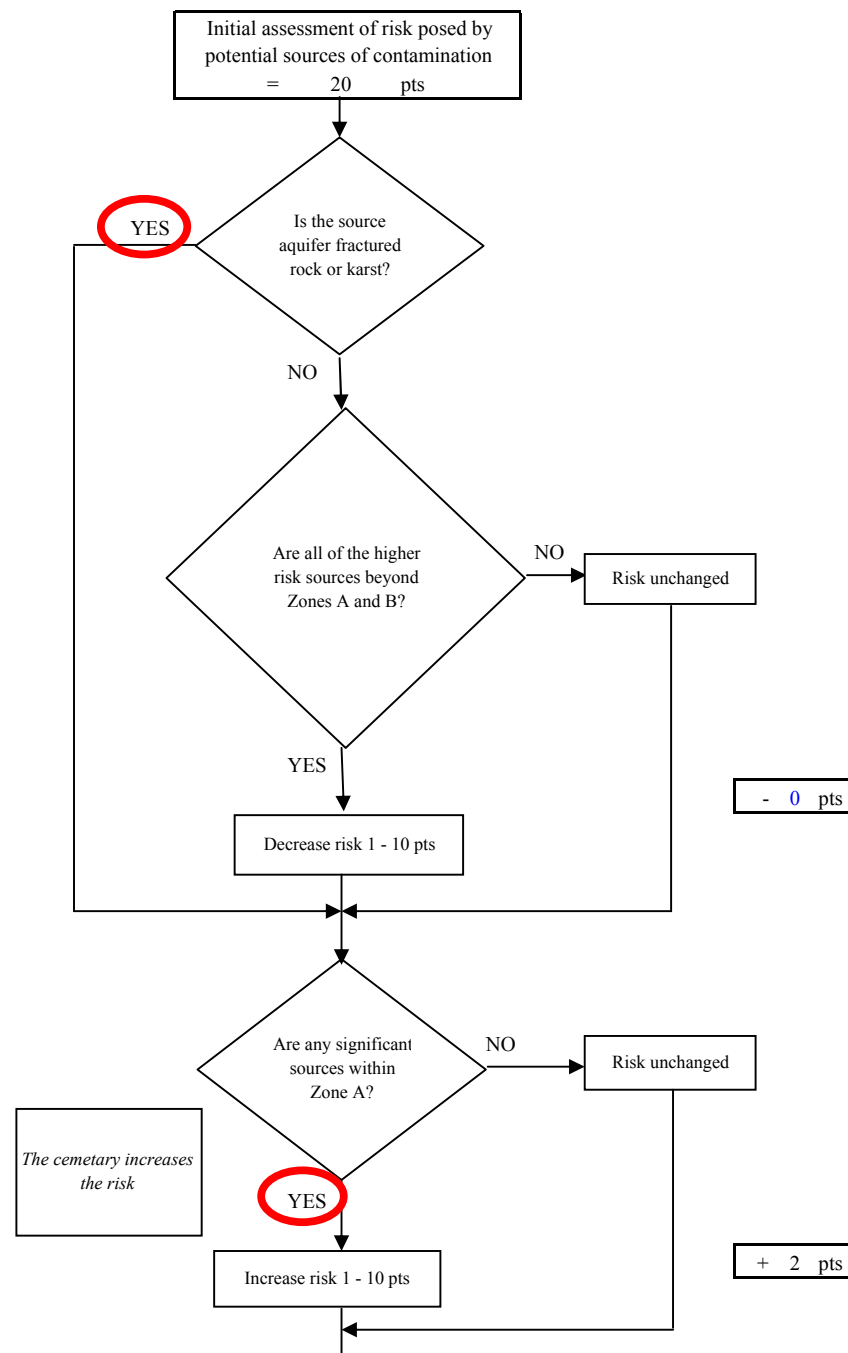 Initial assessment of risk posed by
potential sources of contamination
= 20 pts
YES
Is the source
aquifer fractured
rock or karst?
NO
Are all of the higher
risk sources beyond
Zones A and B?
NO
Risk unchanged
YES
- 0 pts
Decrease risk 1 - 10 pts
Are any significant
sources within
Zone A?
NO
Risk unchanged
The cemetary increases
the risk
YES
+ 2 pts
Increase risk 1 - 10 pts